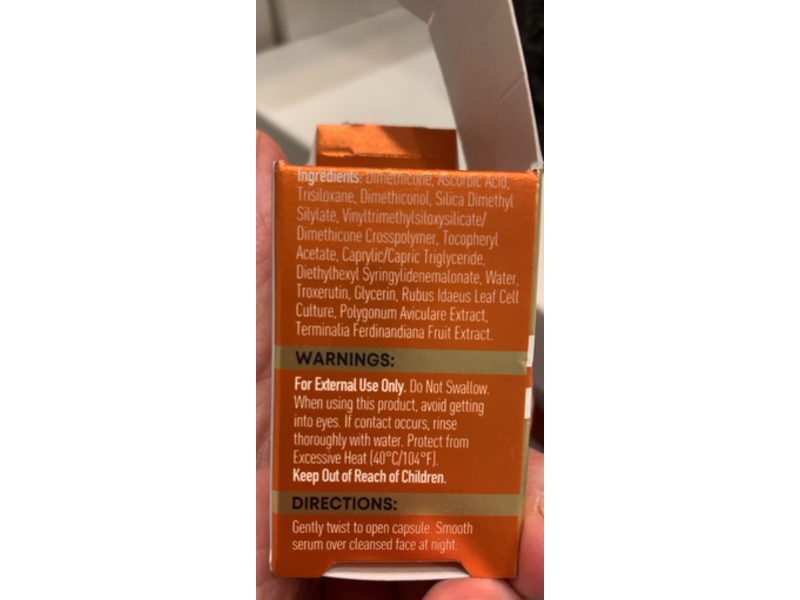 Ingredients: Dimethicone, Ascorbic Acid,
Trisiloxane, Dimethiconol, Silica Dimethyl
Silylate, Vinyltrimethylsiloxysilicate/
Dimethicone Crosspolymer, Tocopheryl
Acetate, Caprylic/Capric Triglyceride,
Diethylhexyl Syringylidenemalonate, Water,
Troxerutin, Glycerin, Rubus Idaeus Leaf Cell
Culture, Polygonum Aviculare Extract,
Terminalia Ferdinandiana Fruit Extract.
WARNINGS:
For External Use Only. Do Not Swallow.
When using this product, avoid getting
into eyes. If contact occurs, rinse
thoroughly with water. Protect from
Excessive Heat (40°C/104°F).
Keep Out of Reach of Children.
DIRECTIONS:
Gently twist to open capsule. Smooth
serum over cleansed face at night.